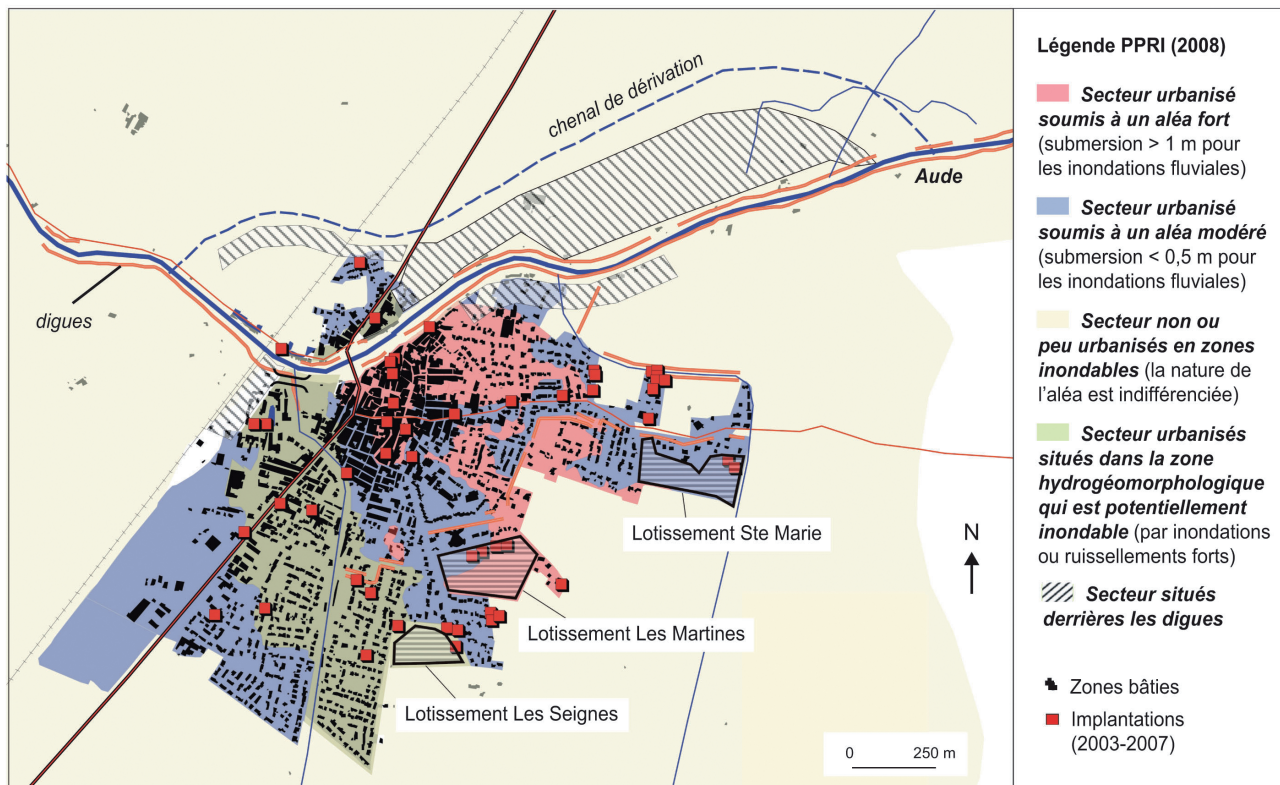 chenal de dérivation
Aude
digues
Lotissement Ste Marie
N
Lotissement Les Martines
Lotissement Les Seignes
0 250 m
Légende PPRI (2008)
Secteur urbanisé
soumis à un aléa fort
(submersion > 1 m pour
les inondations fluviales)
Secteur urbanisé
soumis à un aléa modéré
(submersion < 0,5 m pour
les inondations fluviales)
Secteur non ou
peu urbanisés en zones
inondables (la nature de
l'aléa est indifférenciée)
Secteur urbanisés
situés dans la zone
hydrogéomorphologique
qui est potentiellement
inondable (par inondations
ou ruissellements forts)
Secteur situés
derrières les digues
Zones bâties
Implantations
(2003-2007)